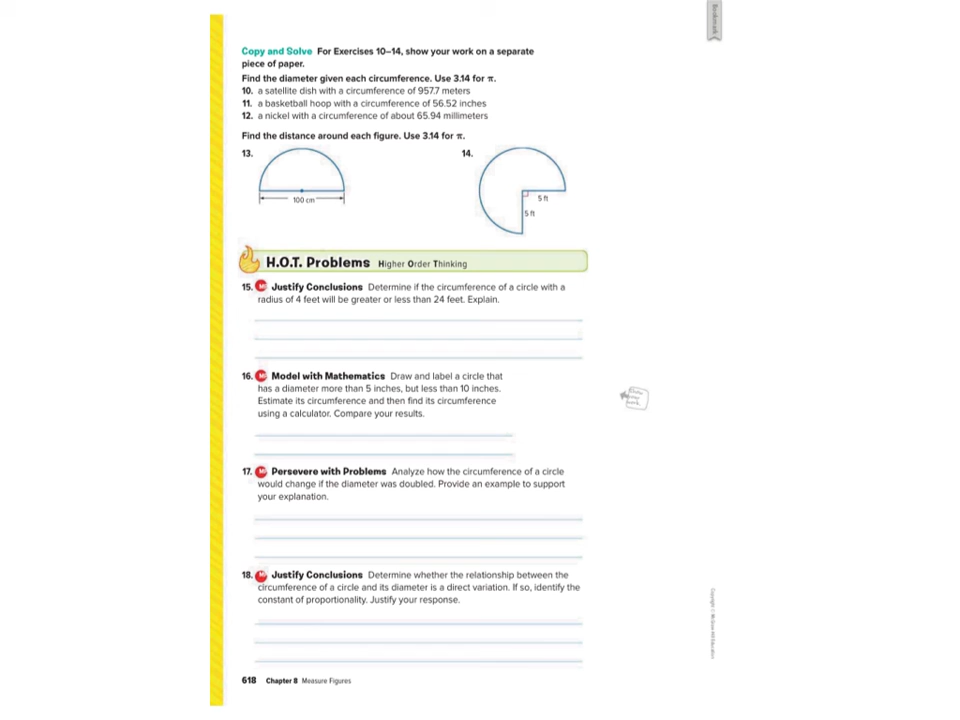 Bookmark
Copy and Solve For Exercises 10–14, show your work on a separate
piece of paper.
Find the diameter given each circumference. Use 3.14 for π.
10. a satellite dish with a circumference of 957.7 meters
11. a basketball hoop with a circumference of 56.52 inches
12. a nickel with a circumference of about 65.94 millimeters
Find the distance around each figure. Use 3.14 for π.
13.
100 cm
14.
5 ft
5 ft
H.O.T. Problems Higher Order Thinking
15. Justify Conclusions Determine if the circumference of a circle with a
radius of 4 feet will be greater or less than 24 feet. Explain.
16. Model with Mathematics Draw and label a circle that
has a diameter more than 5 inches, but less than 10 inches.
Estimate its circumference and then find its circumference
using a calculator. Compare your results.
Show
your
work.
17. Persevere with Problems Analyze how the circumference of a circle
would change if the diameter was doubled. Provide an example to support
your explanation.
18. Justify Conclusions Determine whether the relationship between the
circumference of a circle and its diameter is a direct variation. If so, identify the
constant of proportionality. Justify your response.
Copyright © McGraw-Hill Education
618 Chapter 8 Measure Figures